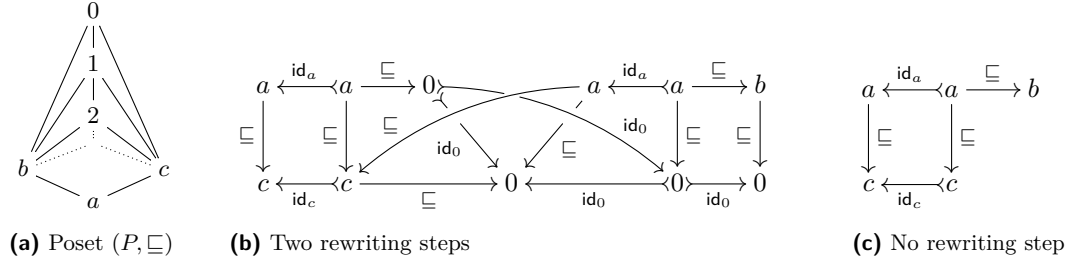 0
1
2
b c
a
(a) Poset (P, ⊑)
id_a ⊑ id_a ⊑
a a 0 a a b
⊑ ⊑ ⊑ id_0 ⊑ id_0 ⊑ ⊑
c c 0 0 0
id_c ⊑ id_0 id_0
(b) Two rewriting steps
id_a ⊑
a a b
⊑ ⊑
c c
id_c
(c) No rewriting step